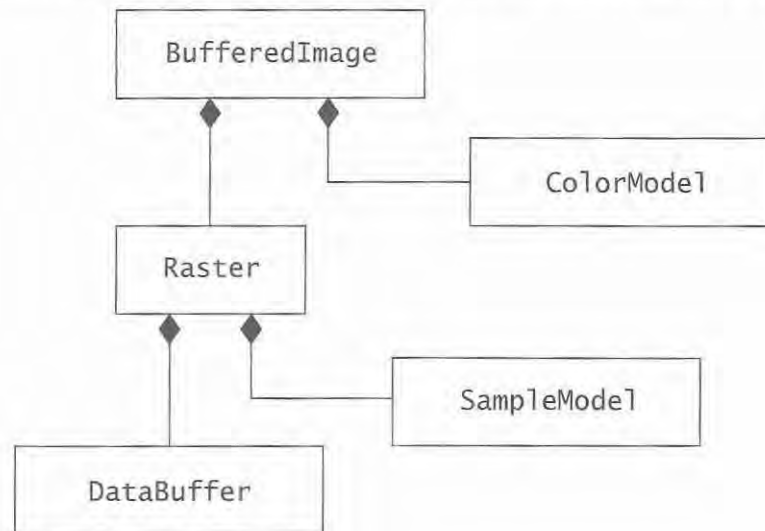 BufferedImage
ColorModel
Raster
SampleModel
DataBuffer